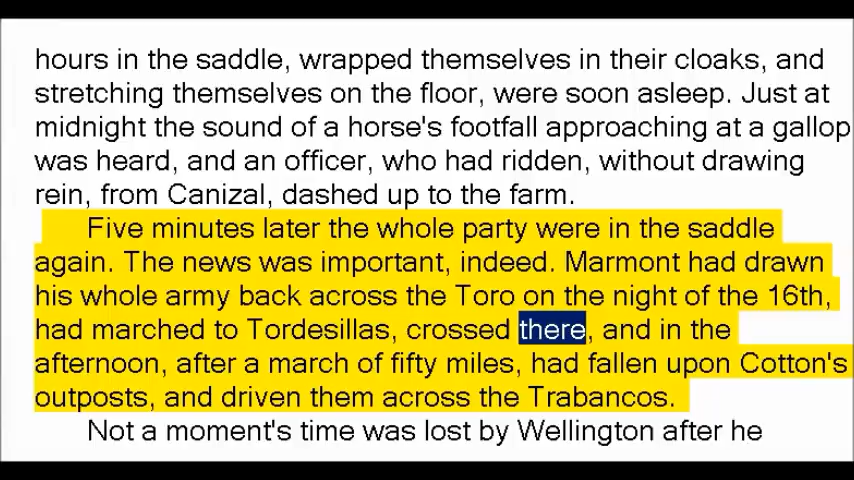 hours in the saddle, wrapped themselves in their cloaks, and
stretching themselves on the floor, were soon asleep. Just at
midnight the sound of a horse's footfall approaching at a gallop
was heard, and an officer, who had ridden, without drawing
rein, from Canizal, dashed up to the farm.
Five minutes later the whole party were in the saddle
again. The news was important, indeed. Marmont had drawn
his whole army back across the Toro on the night of the 16th,
had marched to Tordesillas, crossed there, and in the
afternoon, after a march of fifty miles, had fallen upon Cotton's
outposts, and driven them across the Trabancos.
Not a moment's time was lost by Wellington after he